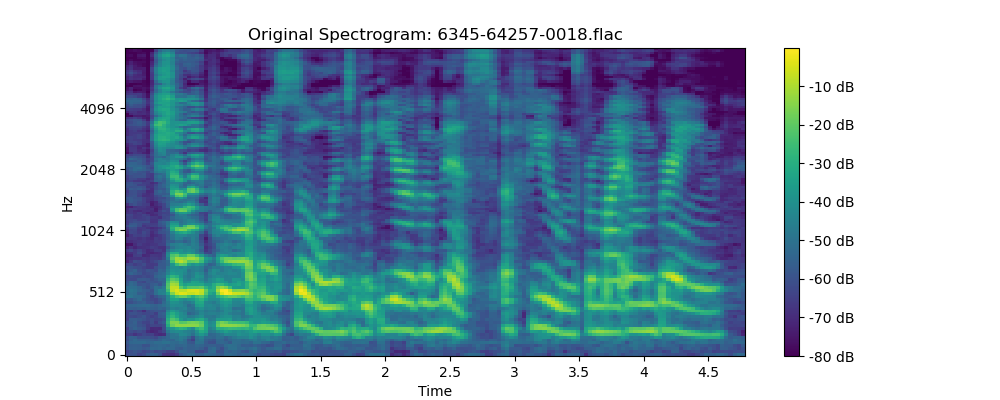 Original Spectrogram: 6345-64257-0018.flac
Hz
4096
2048
1024
512
0
0 0.5 1 1.5 2 2.5 3 3.5 4 4.5
Time
-10 dB
-20 dB
-30 dB
-40 dB
-50 dB
-60 dB
-70 dB
-80 dB